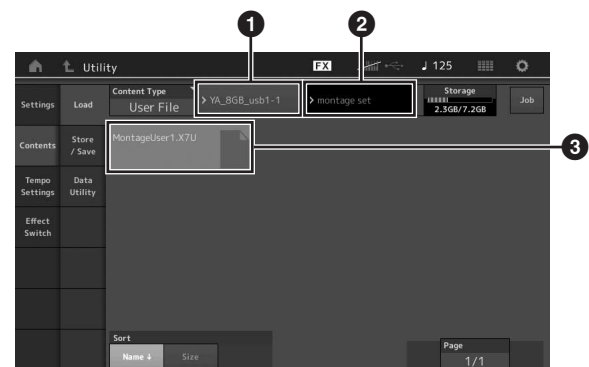 1 2
Utility FX ♩ 125
Settings Load Content Type User File > YA_8GB_usb1-1 > montage set Storage 2.3GB/7.2GB Job
Contents Store / Save MontageUser1.X7U 3
Tempo Settings Data Utility
Effect Switch
Sort
Name ↓ Size
Page
1/1